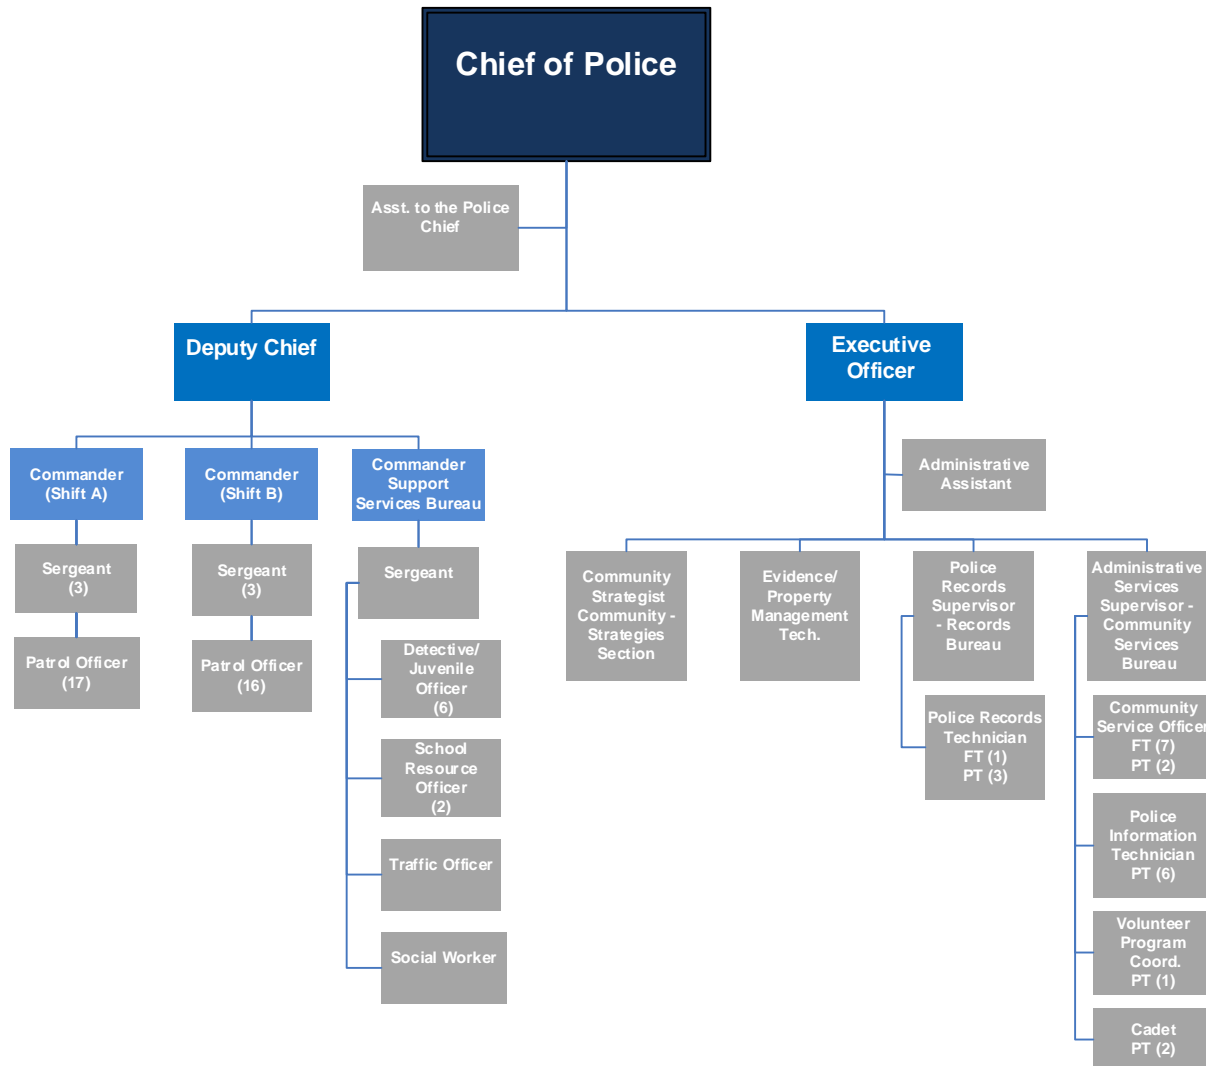 Chief of Police
Asst. to the Police
Chief
Deputy Chief
Executive
Officer
Commander
(Shift A)
Commander
(Shift B)
Commander
Support
Services Bureau
Administrative
Assistant
Sergeant
(3)
Sergeant
(3)
Sergeant
Patrol Officer
(17)
Patrol Officer
(16)
Detective/
Juvenile
Officer
(6)
School
Resource
Officer
(2)
Traffic Officer
Social Worker
Community
Strategist
Community -
Strategies
Section
Evidence/
Property
Management
Tech.
Police
Records
Supervisor
- Records
Bureau
Administrative
Services
Supervisor -
Community
Services
Bureau
Police Records
Technician
FT (1)
PT (3)
Community
Service Officer
FT (7)
PT (2)
Police
Information
Technician
PT (6)
Volunteer
Program
Coord.
PT (1)
Cadet
PT (2)